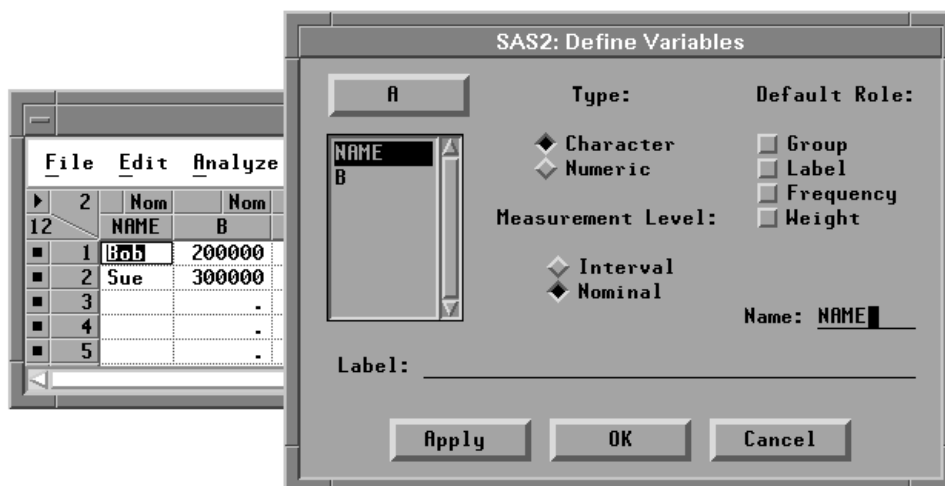 File Edit Analyze
2 Nom Nom
12 NAME B
1 Bob 200000
2 Sue 300000
3 .
4 .
5 .
SAS2: Define Variables
A
NAME
B
Type:
Character
Numeric
Measurement Level:
Interval
Nominal
Default Role:
Group
Label
Frequency
Weight
Name: NAME
Label:
Apply OK Cancel